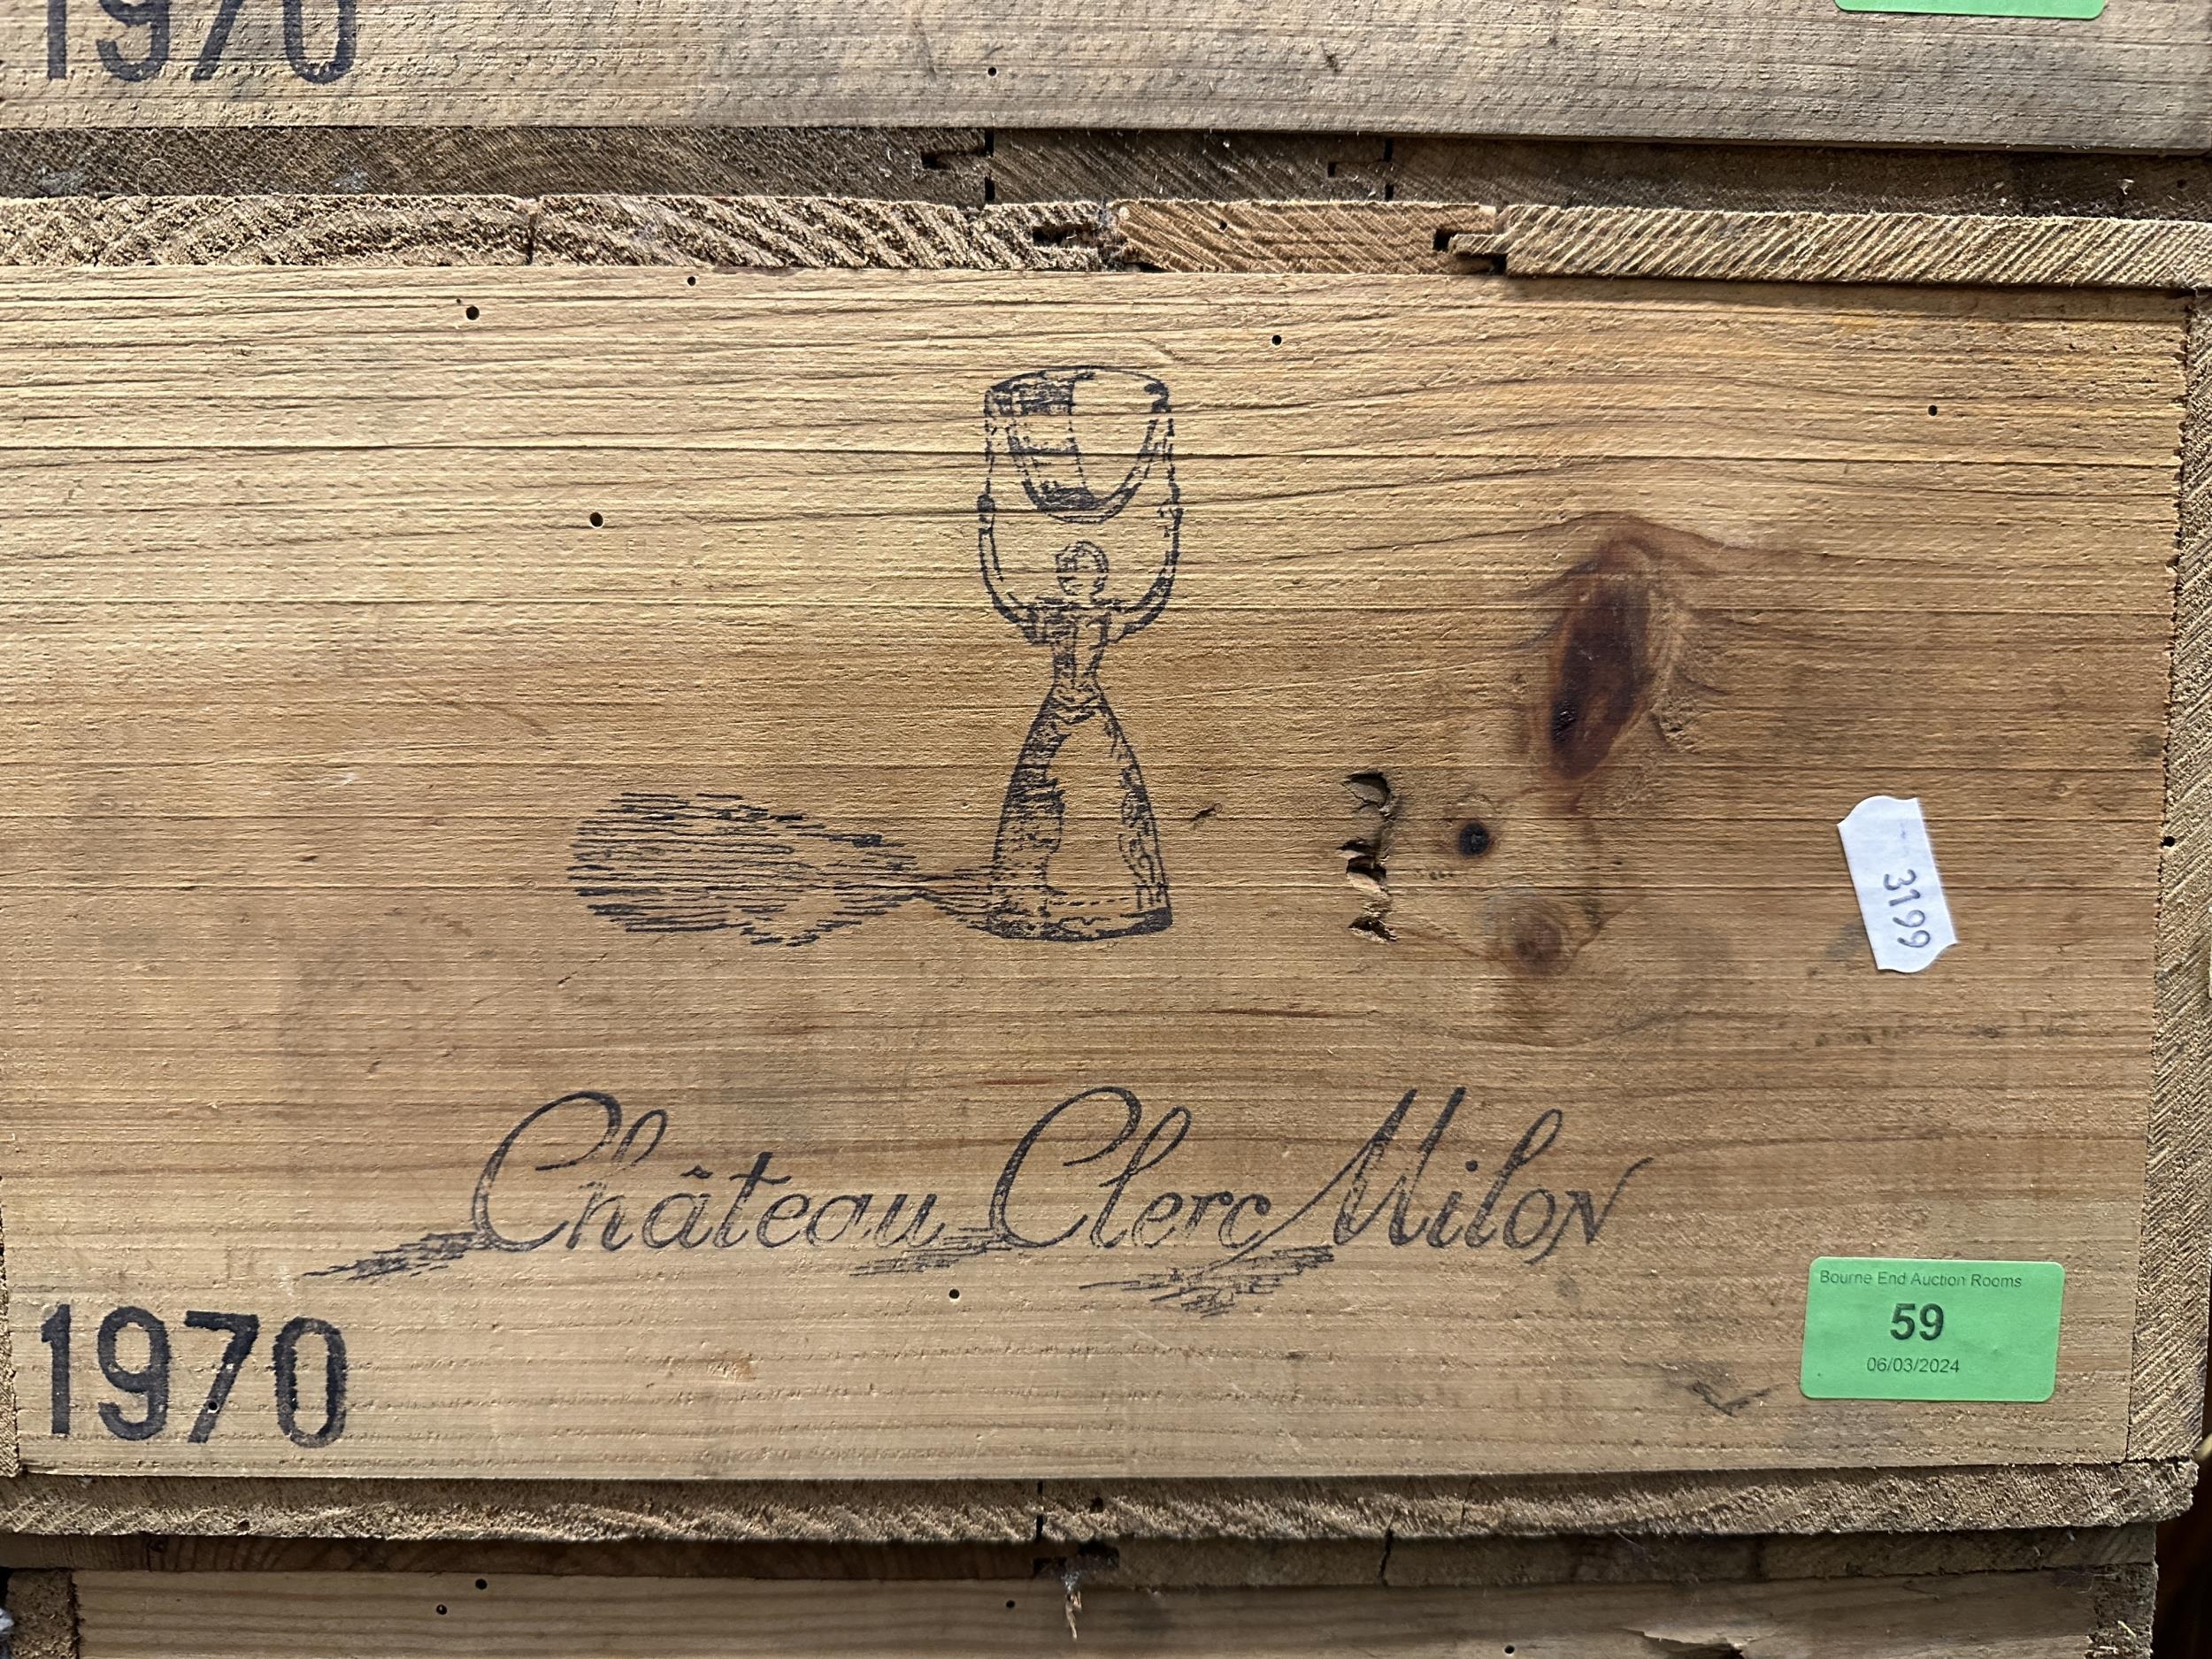 1970
Château Clerc Milon
3199
1970
Bourne End Auction Rooms
59
06/03/2024